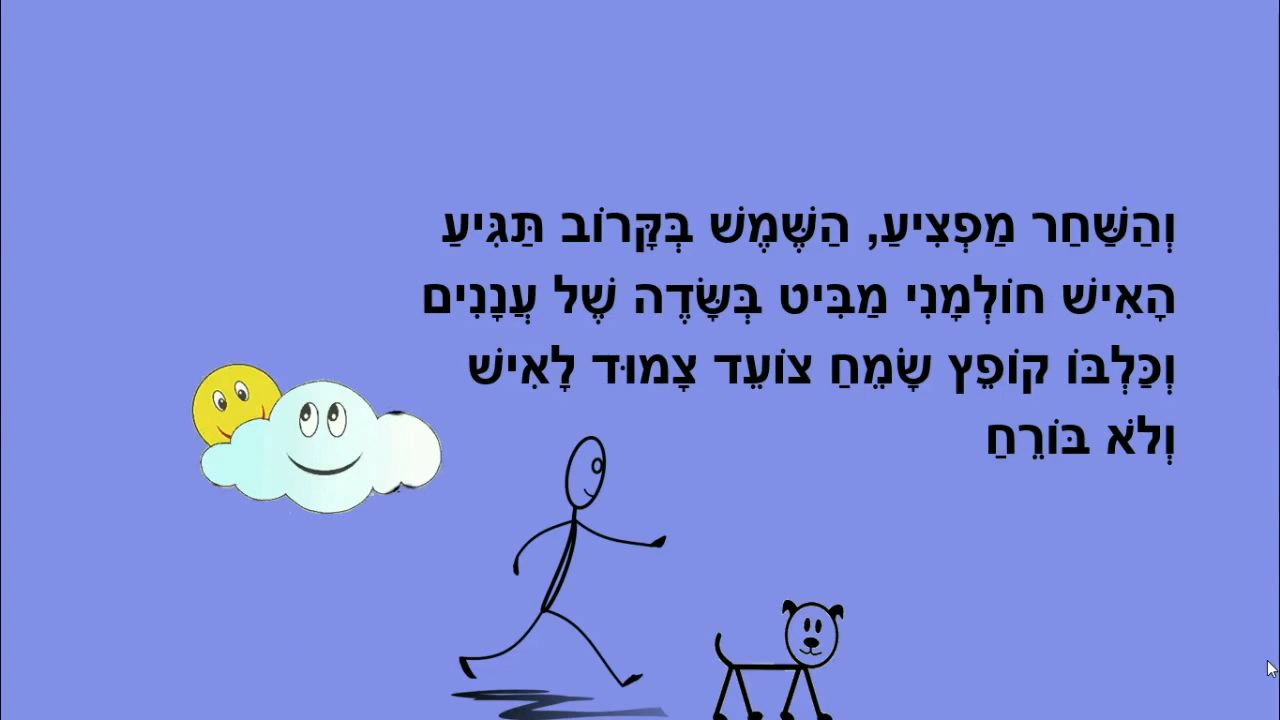 וְהַשַּׁחַר מַפְצִיעַ, הַשֶּׁמֶשׁ בְּקָּרוֹב תַּגִּיעַ
הָאִישׁ חוֹלְמָנִי מַבִּיט בְּשָּׂדֶה שֶׁל עֲנָנִים
וְכַּלְבּוֹ קוֹפֵץ שָׂמֵחַ צוֹעֵד צָמוּד לָאִישׁ
וְלֹא בּוֹרֵחַ